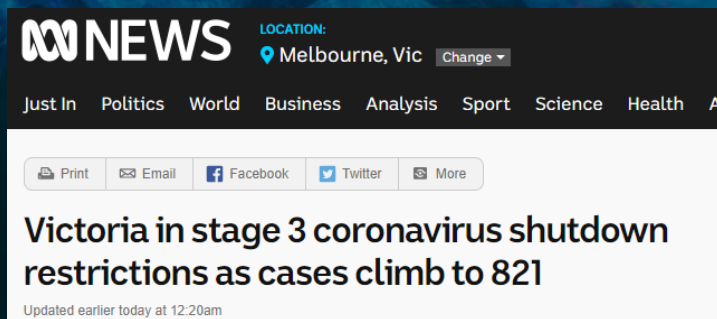 NEWS
LOCATION:
Melbourne, Vic Change
Just In Politics World Business Analysis Sport Science Health A
Print Email Facebook Twitter More
Victoria in stage 3 coronavirus shutdown
restrictions as cases climb to 821
Updated earlier today at 12:20am